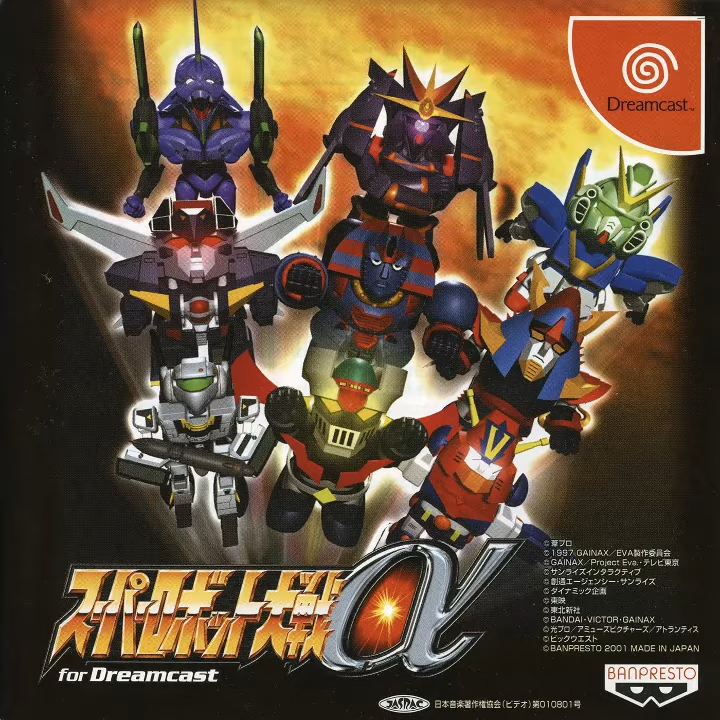 Dreamcast™
V
スーパーロボット大戦α
for Dreamcast
©葦プロ
©1997 GAINAX／EVA製作委員会
©GAINAX／Project Eva.・テレビ東京
©サンライズインタラクティブ
©創通エージェンシー・サンライズ
©ダイナミック企画
©東映
©東北新社
©BANDAI・VICTOR・GAINAX
©光プロ／アミューズピクチャーズ／アトランティス
©ビックウエスト
©BANPRESTO 2001 MADE IN JAPAN
BANPRESTO
JASRAC 日本音楽著作権協会（ビデオ）第010801号